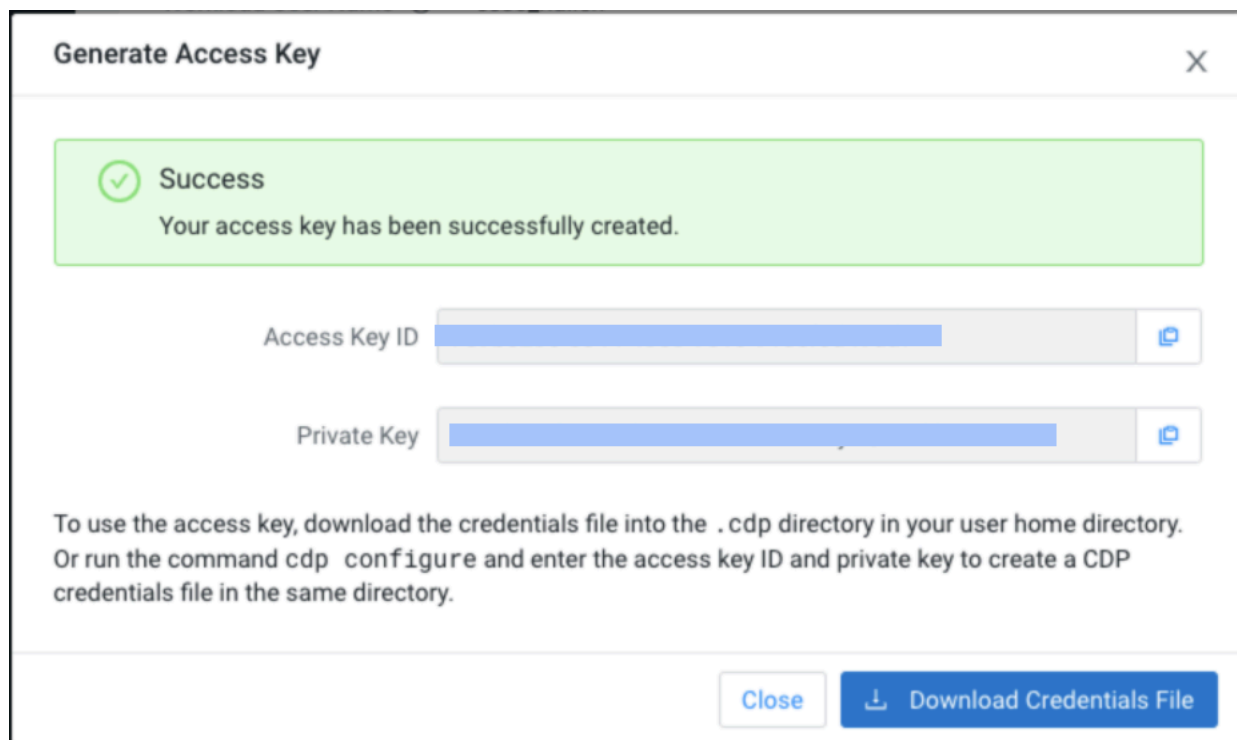 Generate Access Key
X
Success
Your access key has been successfully created.
Access Key ID
Private Key
To use the access key, download the credentials file into the .cdp directory in your user home directory.
Or run the command cdp configure and enter the access key ID and private key to create a CDP
credentials file in the same directory.
Close
Download Credentials File